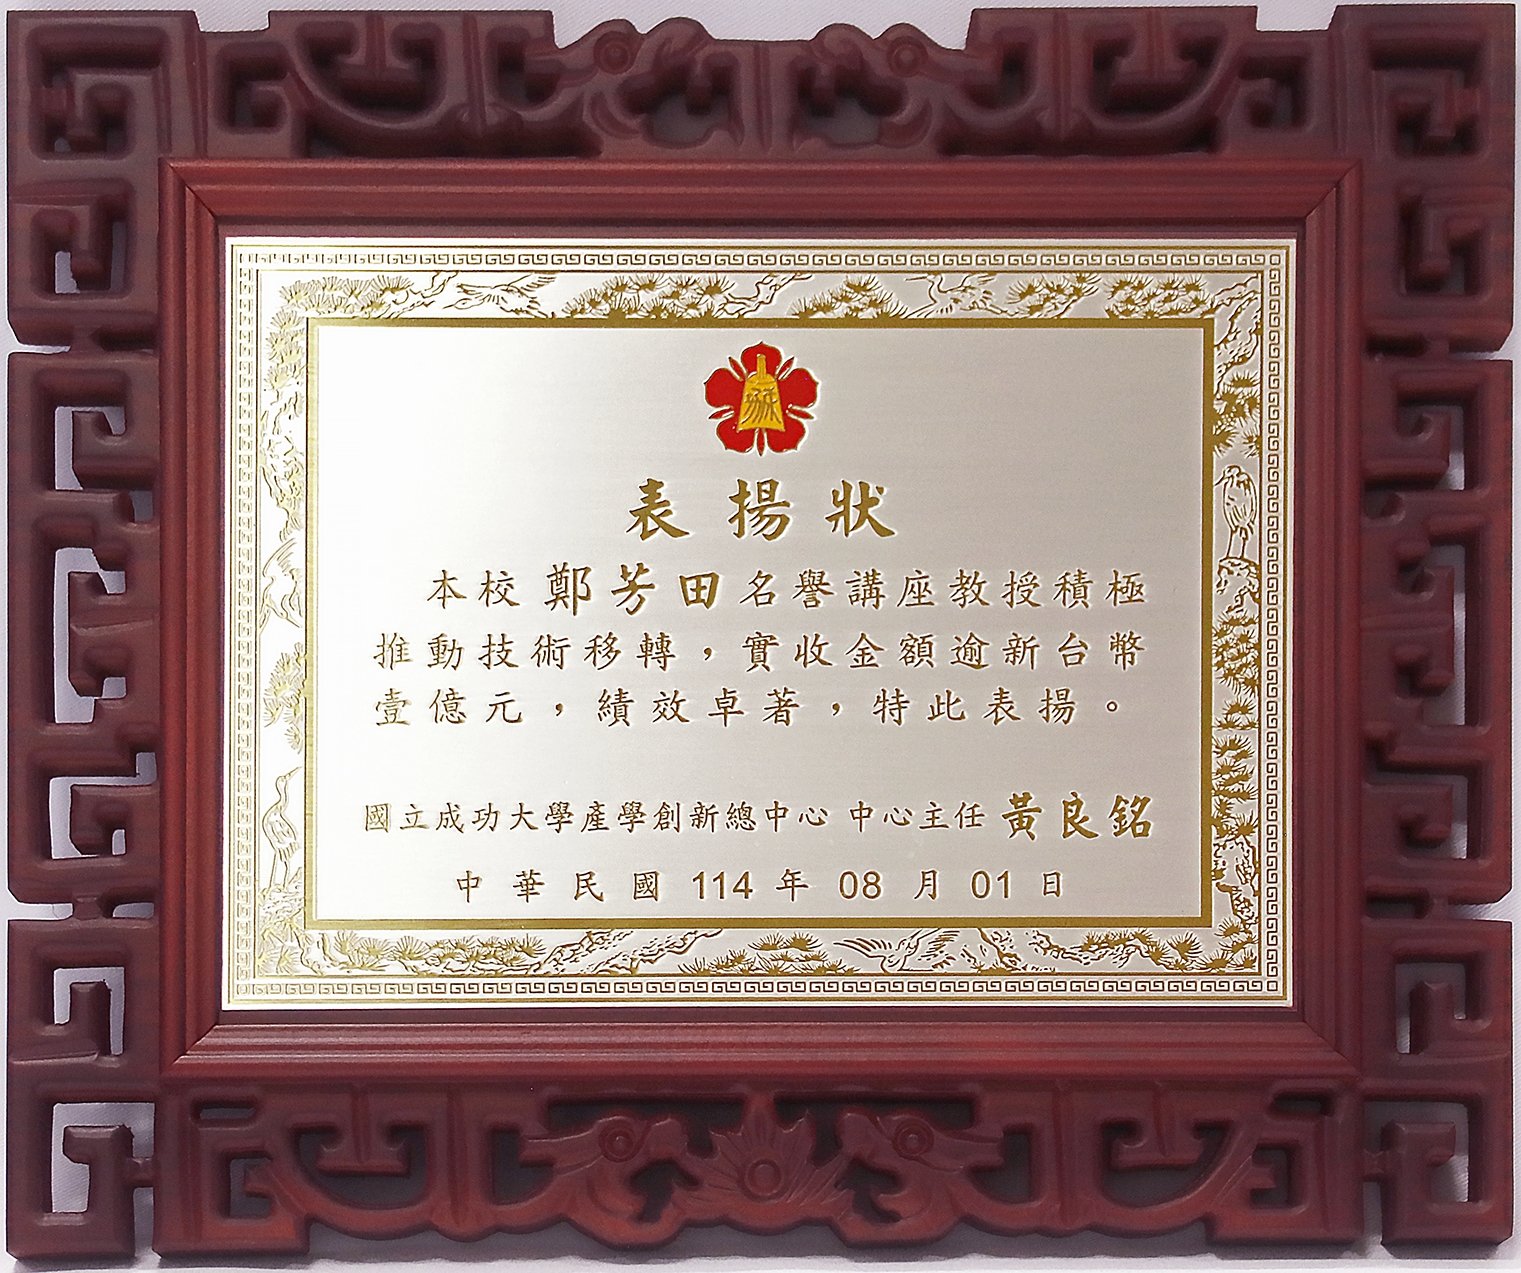 表揚狀
本校鄭芳田名譽講座教授積極
推動技術移轉，實收金額逾新台幣
壹億元，績效卓著，特此表揚。
國立成功大學產學創新總中心 中心主任 黃良銘
中華民國 114 年 08 月 01 日